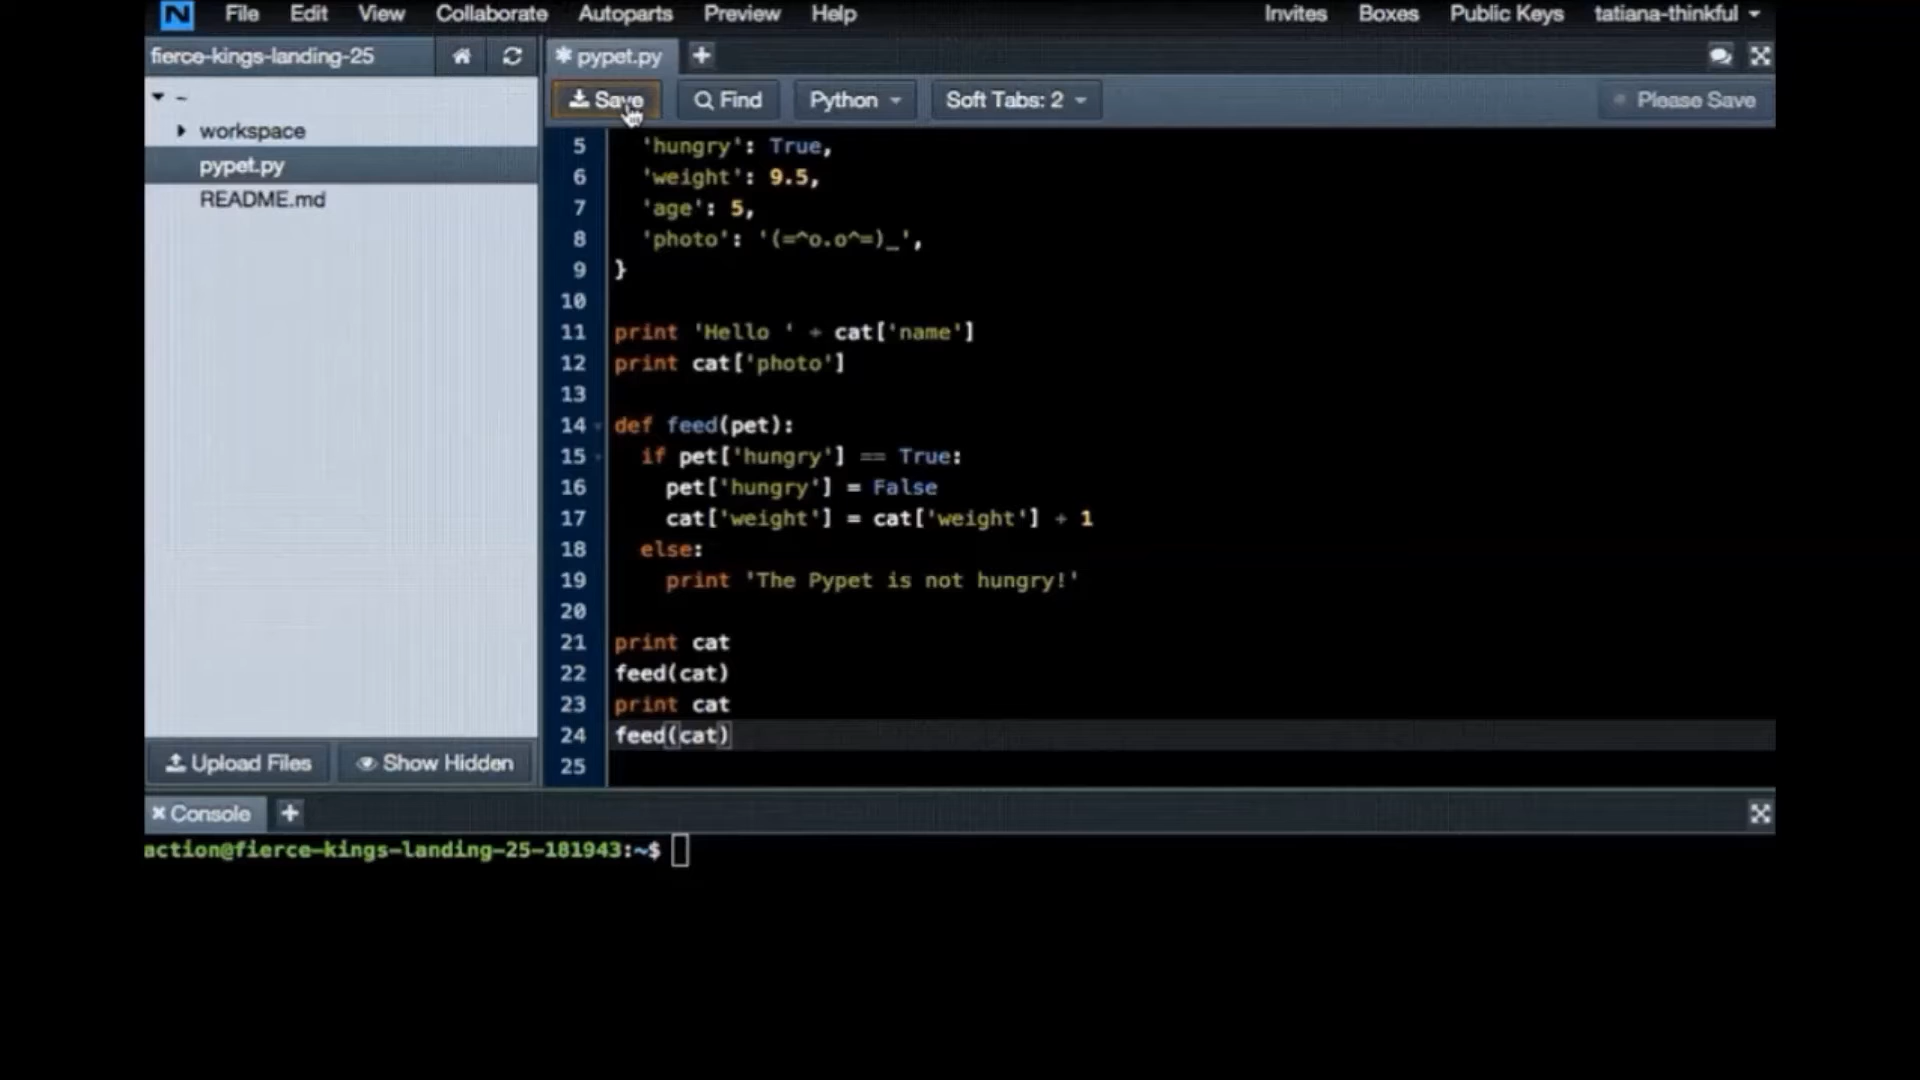 N File Edit View Collaborate Autoparts Preview Help Invites Boxes Public Keys tatiana-thinkful
fierce-kings-landing-25
* pypet.py +
Save Find Python Soft Tabs: 2 Please Save
~
workspace
pypet.py
README.md
Upload Files Show Hidden
5 'hungry': True,
6 'weight': 9.5,
7 'age': 5,
8 'photo': '(=^o.o^=)_',
9 }
10
11 print 'Hello ' + cat['name']
12 print cat['photo']
13
14 def feed(pet):
15 if pet['hungry'] == True:
16 pet['hungry'] = False
17 cat['weight'] = cat['weight'] + 1
18 else:
19 print 'The Pypet is not hungry!'
20
21 print cat
22 feed(cat)
23 print cat
24 feed(cat)
25
× Console +
action@fierce-kings-landing-25-181943:~$